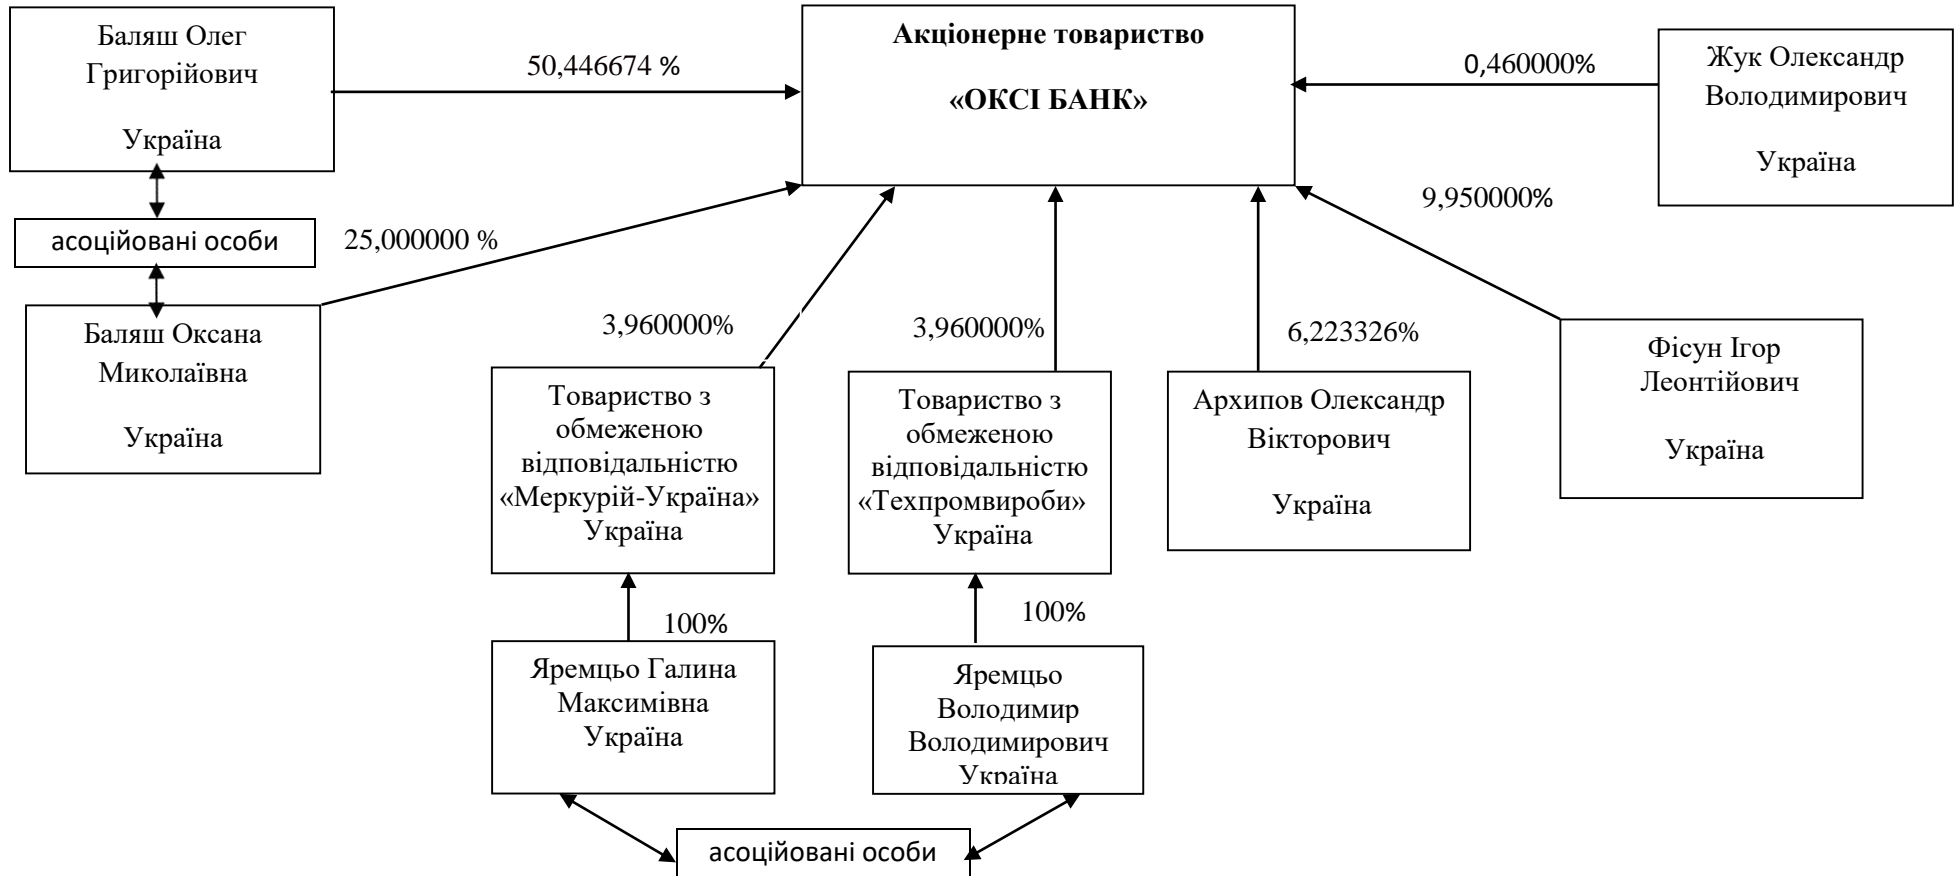 Баляш Олег
Григорійович
Україна
50,446674 %
Акціонерне товариство
«ОКСІ БАНК»
0,460000%
Жук Олександр
Володимирович
Україна
асоційовані особи
25,000000 %
9,950000%
Баляш Оксана
Миколаївна
Україна
3,960000%
3,960000%
6,223326%
Фісун Ігор
Леонтійович
Україна
Товариство з
обмеженою
відповідальністю
«Меркурій-Україна»
Україна
Товариство з
обмеженою
відповідальністю
«Техпромвироби»
Україна
Архипов Олександр
Вікторович
Україна
100%
100%
Яремцьо Галина
Максимівна
Україна
Яремцьо
Володимир
Володимирович
Україна
асоційовані особи